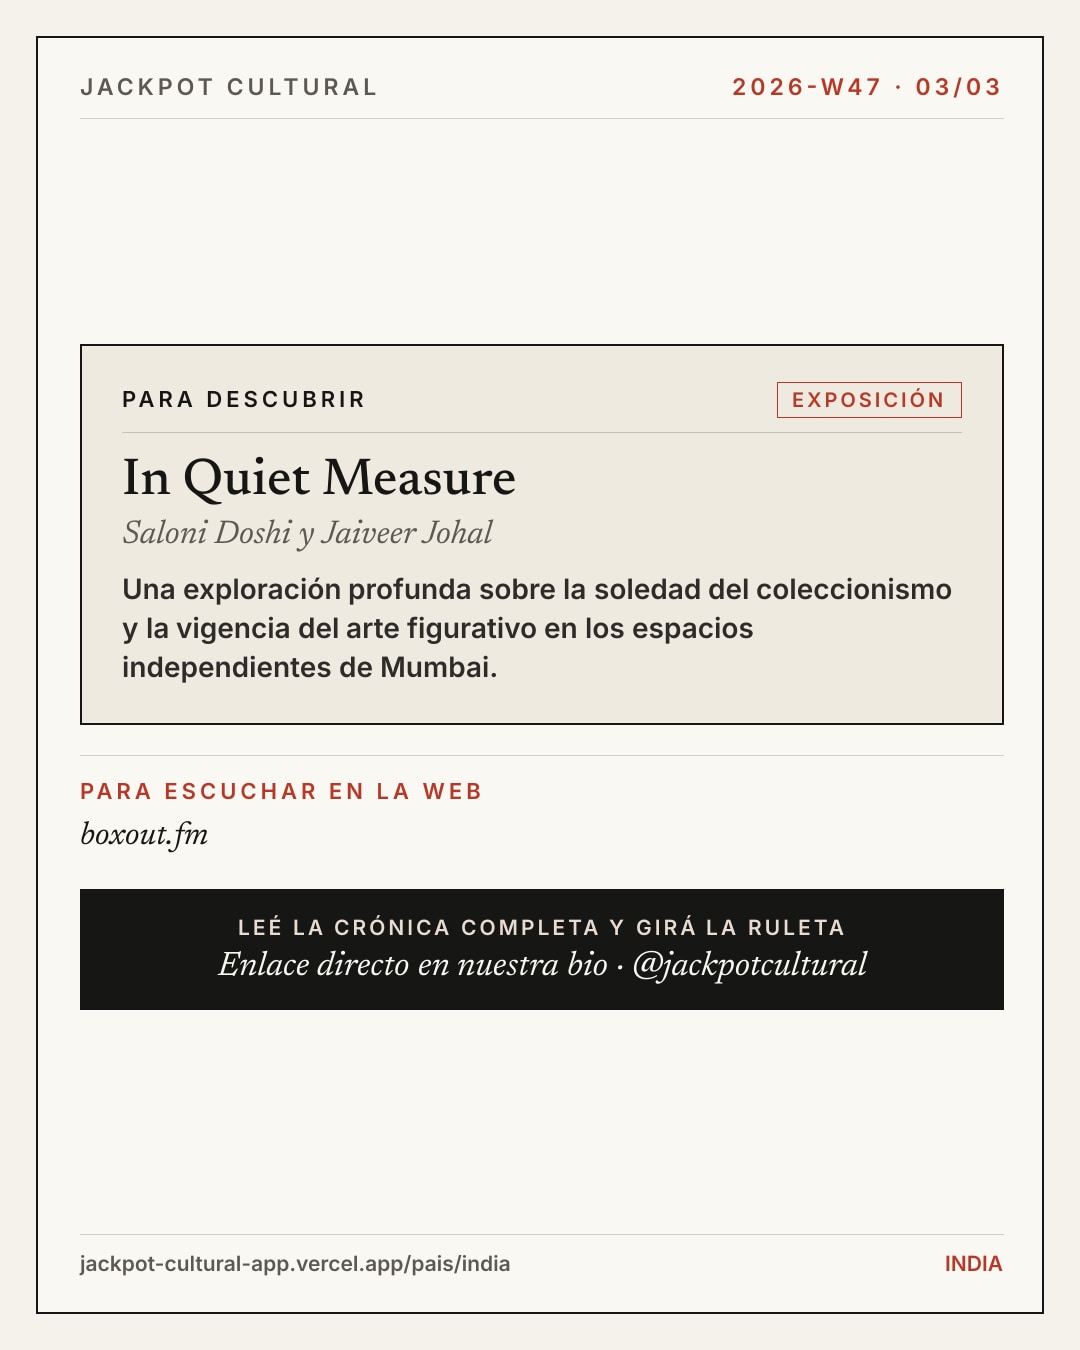 JACKPOT CULTURAL
2026-W47 · 03/03
PARA DESCUBRIR
EXPOSICIÓN
In Quiet Measure
Saloni Doshi y Jaiveer Johal
Una exploración profunda sobre la soledad del coleccionismo
y la vigencia del arte figurativo en los espacios
independientes de Mumbai.
PARA ESCUCHAR EN LA WEB
boxout.fm
LEÉ LA CRÓNICA COMPLETA Y GIRÁ LA RULETA
Enlace directo en nuestra bio · @jackpotcultural
jackpot-cultural-app.vercel.app/pais/india
INDIA